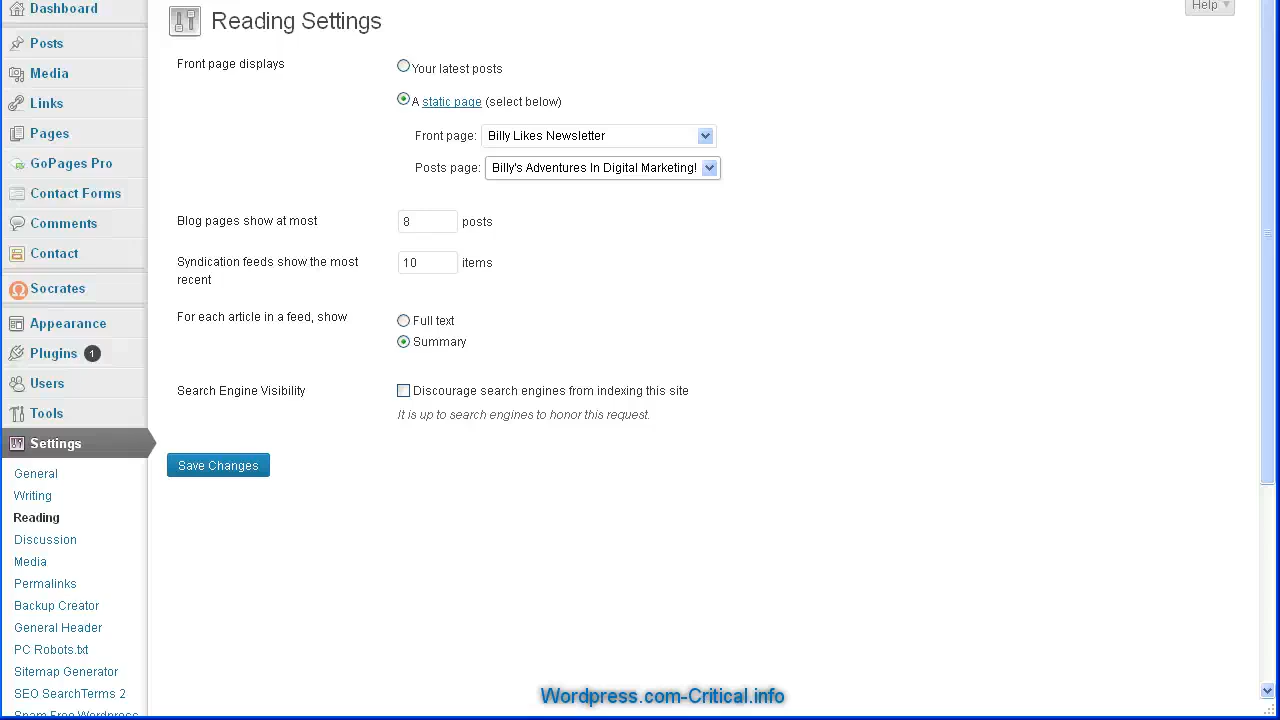 Dashboard
Posts
Media
Links
Pages
GoPages Pro
Contact Forms
Comments
Contact
Socrates
Appearance
Plugins 1
Users
Tools
Settings
General
Writing
Reading
Discussion
Media
Permalinks
Backup Creator
General Header
PC Robots.txt
Sitemap Generator
SEO SearchTerms 2
Spam Free Wordpress
Help
Reading Settings
Front page displays
Your latest posts
A static page (select below)
Front page: Billy Likes Newsletter
Posts page: Billy's Adventures In Digital Marketing!
Blog pages show at most 8 posts
Syndication feeds show the most
recent
10 items
For each article in a feed, show
Full text
Summary
Search Engine Visibility
Discourage search engines from indexing this site
It is up to search engines to honor this request.
Save Changes
Wordpress.com-Critical.info